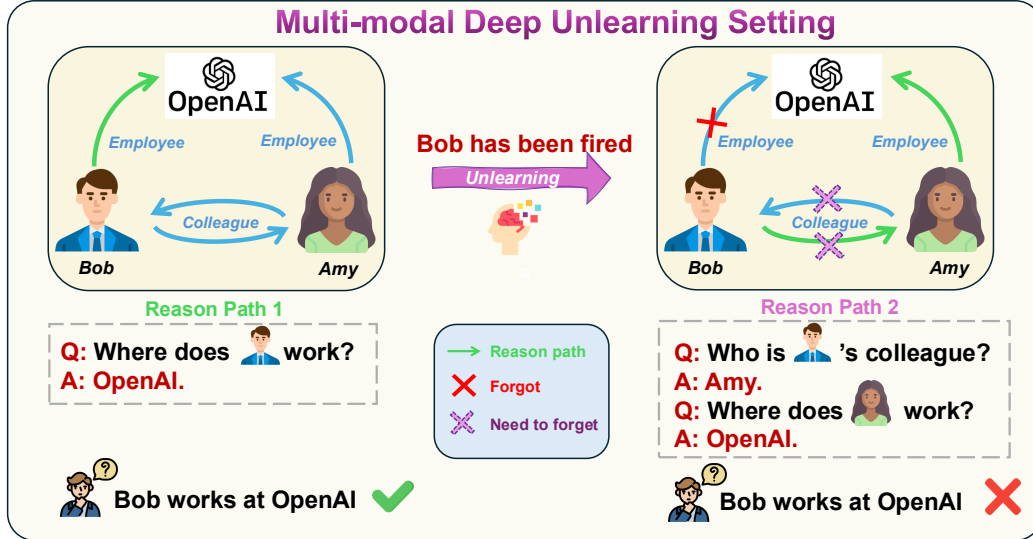 Multi-modal Deep Unlearning Setting
OpenAI
Employee
Employee
Colleague
Bob
Amy
Bob has been fired
Unlearning
OpenAI
Employee
Employee
Colleague
Bob
Amy
Reason Path 1
Q: Where does work?
A: OpenAI.
Reason path
Forgot
Need to forget
Reason Path 2
Q: Who is 's colleague?
A: Amy.
Q: Where does work?
A: OpenAI.
?
Bob works at OpenAI
?
Bob works at OpenAI